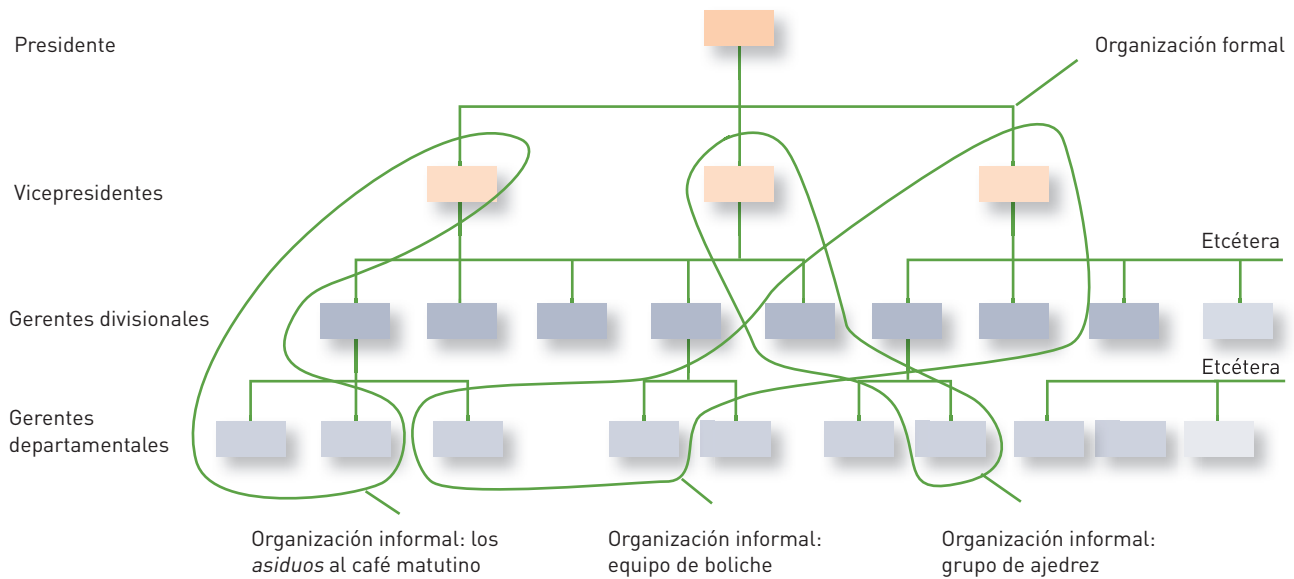 Presidente
Organización formal
Vicepresidentes
Etcétera
Gerentes divisionales
Etcétera
Gerentes
departamentales
Organización informal: los
asiduos al café matutino
Organización informal:
equipo de boliche
Organización informal:
grupo de ajedrez